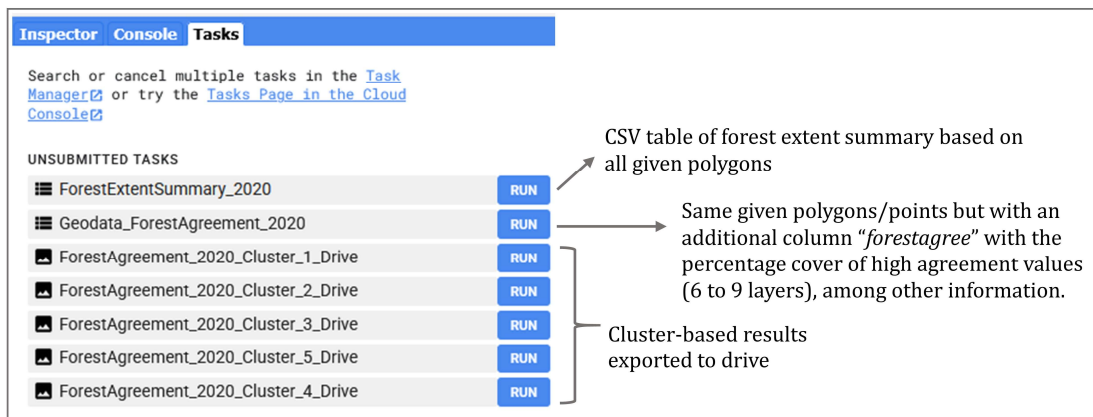 Inspector Console Tasks
Search or cancel multiple tasks in the Task
Manager or try the Tasks Page in the Cloud
Console
UNSUBMITTED TASKS
ForestExtentSummary_2020 RUN
Geodata_ForestAgreement_2020 RUN
ForestAgreement_2020_Cluster_1_Drive RUN
ForestAgreement_2020_Cluster_2_Drive RUN
ForestAgreement_2020_Cluster_3_Drive RUN
ForestAgreement_2020_Cluster_5_Drive RUN
ForestAgreement_2020_Cluster_4_Drive RUN
CSV table of forest extent summary based on
all given polygons
Same given polygons/points but with an
additional column “forestagree” with the
percentage cover of high agreement values
(6 to 9 layers), among other information.
Cluster-based results
exported to drive